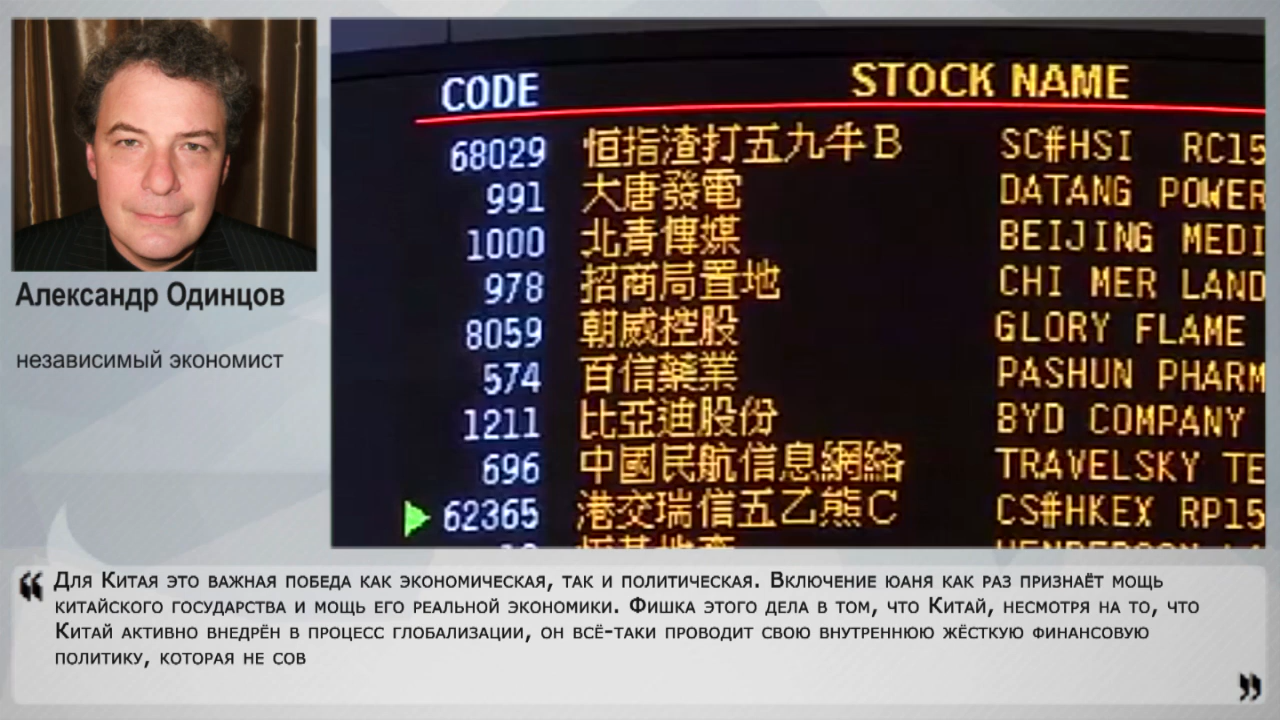 Александр Одинцов
независимый экономист
CODE STOCK NAME
68029 恒指渣打五九牛B SC#HSI RC15
991 大唐發電 DATANG POWER
1000 北青傳媒 BEIJING MEDI
978 招商局置地 CHI MER LAND
8059 朝威控股 GLORY FLAME
574 百信藥業 PASHUN PHARM
1211 比亞迪股份 BYD COMPANY
696 中國民航信息網絡 TRAVELSKY TE
62365 港交瑞信五乙熊C CS#HKEX RP15
“ Для Китая это важная победа как экономическая, так и политическая. Включение юаня как раз признаёт мощь
китайского государства и мощь его реальной экономики. Фишка этого дела в том, что Китай, несмотря на то, что
Китай активно внедрён в процесс глобализации, он всё-таки проводит свою внутреннюю жёсткую финансовую
политику, которая не сов
”